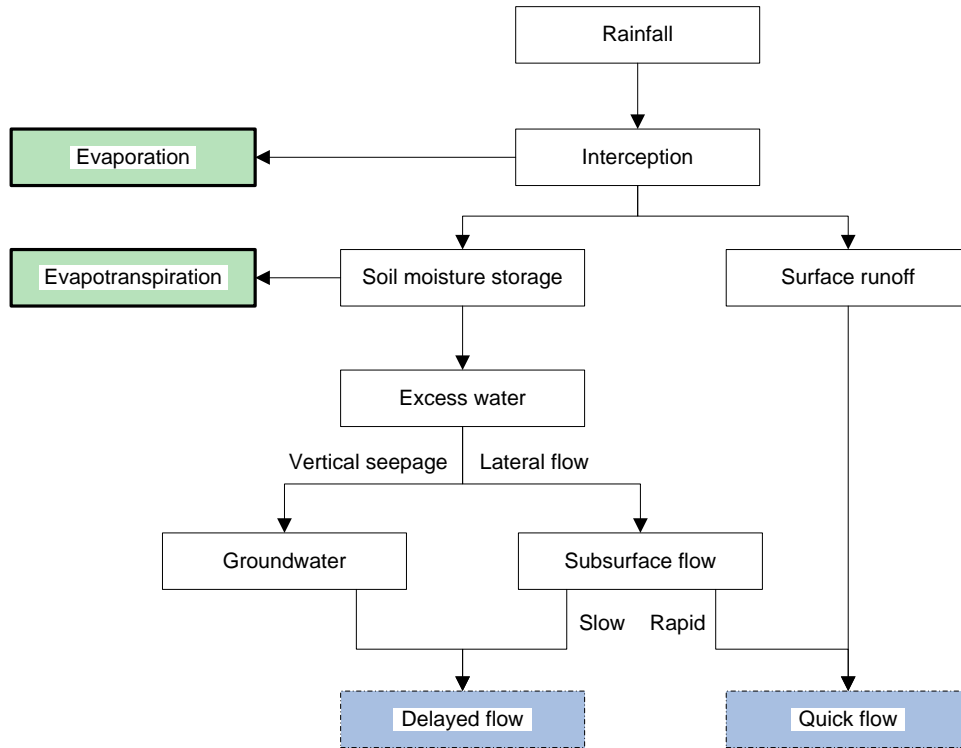 Rainfall
Evaporation
Interception
Evapotranspiration
Soil moisture storage
Surface runoff
Excess water
Vertical seepage
Lateral flow
Groundwater
Subsurface flow
Slow
Rapid
Delayed flow
Quick flow